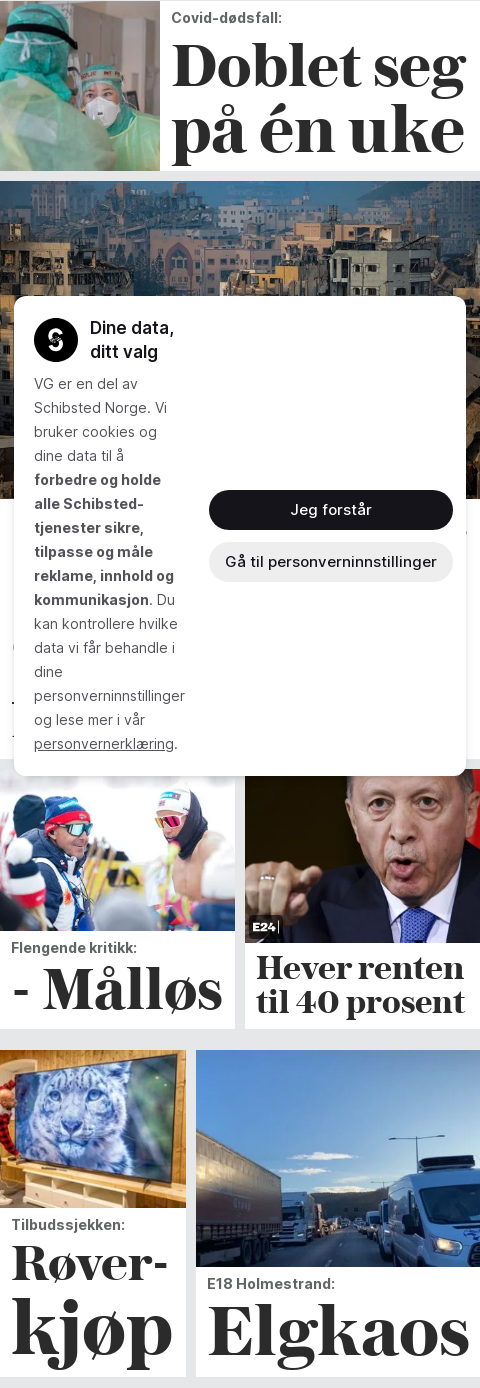 Covid-dødsfall:
Doblet seg
på én uke
Dine data,
ditt valg
VG er en del av
Schibsted Norge. Vi
bruker cookies og
dine data til å
forbedre og holde
alle Schibsted-
tjenester sikre,
tilpasse og måle
reklame, innhold og
kommunikasjon. Du
kan kontrollere hvilke
data vi får behandle i
dine
personverninnstillinger
og lese mer i vår
personvernerklæring.
Jeg forstår
Gå til personverninnstillinger
E24
Flengende kritikk:
- Målløs
Hever renten
til 40 prosent
Tilbudssjekken:
Røver-
kjøp
E18 Holmestrand:
Elgkaos